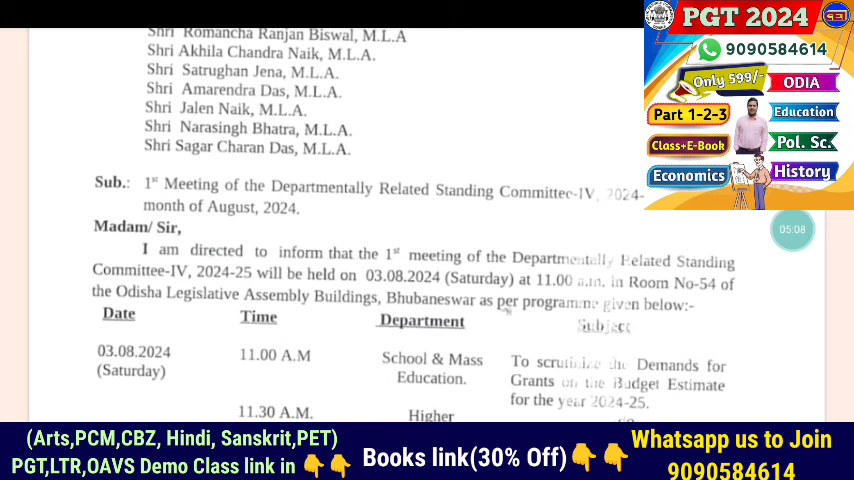 Shri Romancha Ranjan Biswal, M.L.A
Shri Akhila Chandra Naik, M.L.A.
Shri Satrughan Jena, M.L.A.
Shri Amarendra Das, M.L.A.
Shri Jalen Naik, M.L.A.
Shri Narasingh Bhatra, M.L.A.
Shri Sagar Charan Das, M.L.A.
Sub.: 1st Meeting of the Departmentally Related Standing Committee-IV, 2024-
month of August, 2024.
Madam/ Sir,
I am directed to inform that the 1st meeting of the Departmentally Related Standing
Committee-IV, 2024-25 will be held on 03.08.2024 (Saturday) at 11.00 a.m. in Room No-54 of
the Odisha Legislative Assembly Buildings, Bhubaneswar as per programme given below:-
Date Time Department Subject
03.08.2024 11.00 A.M School & Mass To scrutinize the Demands for
(Saturday) Education. Grants on the Budget Estimate
for the year 2024-25.
11.30 A.M. Higher
PGT 2024
9090584614
Only 599/-
ODIA
Part 1-2-3
Education
Class+E-Book
Pol. Sc.
Economics
History
05:08
(Arts,PCM,CBZ, Hindi, Sanskrit,PET)
PGT,LTR,OAVS Demo Class link in 👇👇
Books link(30% Off)👇👇
Whatsapp us to Join
9090584614